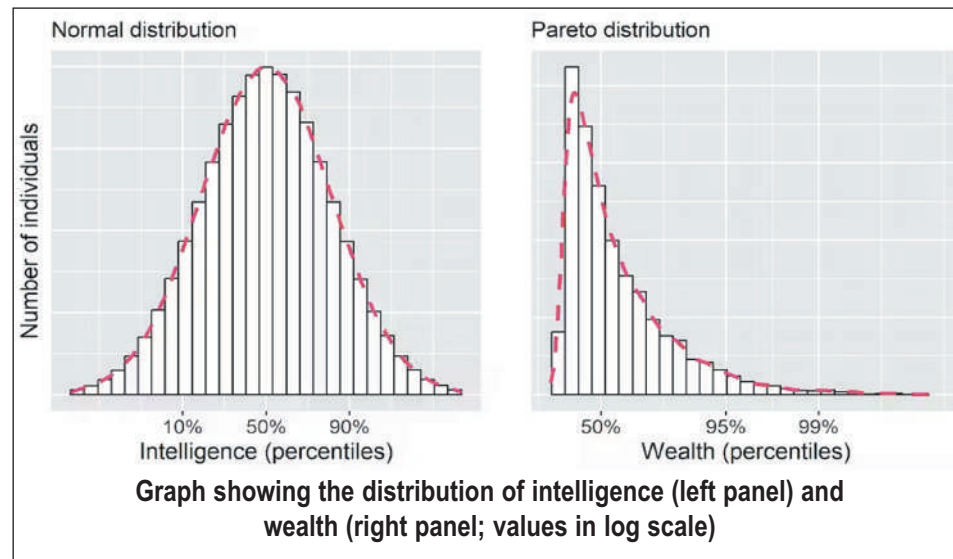 Normal distribution
Number of individuals
10%
50%
90%
Intelligence (percentiles)
Pareto distribution
50%
95%
99%
Wealth (percentiles)
Graph showing the distribution of intelligence (left panel) and
wealth (right panel; values in log scale)